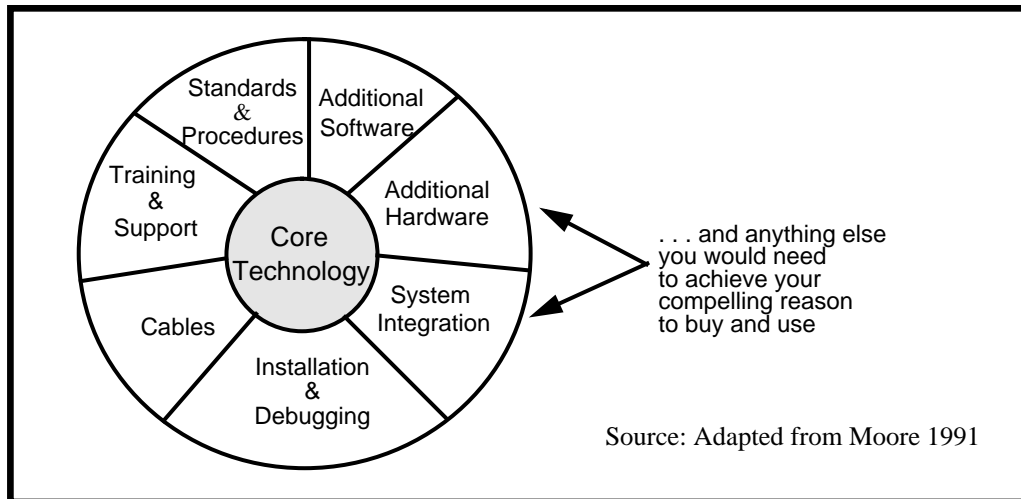 Standards
&
Procedures
Additional
Software
Additional
Hardware
System
Integration
Installation
&
Debugging
Cables
Training
&
Support
Core
Technology
. . . and anything else
you would need
to achieve your
compelling reason
to buy and use
Source: Adapted from Moore 1991